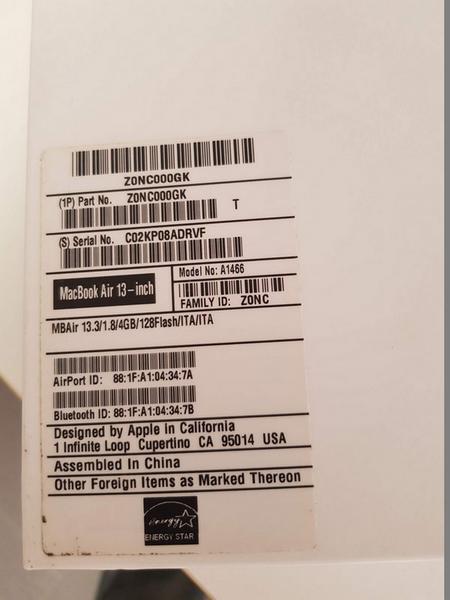 Z0NC000GK
(1P) Part No. Z0NC000GK T
(S) Serial No. C02KP08ADRVF
MacBook Air 13-inch
Model No: A1466
FAMILY ID: Z0NC
MBAir 13.3/1.8/4GB/128Flash/ITA/ITA
AirPort ID: 88:1F:A1:04:34:7A
Bluetooth ID: 88:1F:A1:04:34:7B
Designed by Apple in California
1 Infinite Loop Cupertino CA 95014 USA
Assembled In China
Other Foreign Items as Marked Thereon
energy
ENERGY STAR